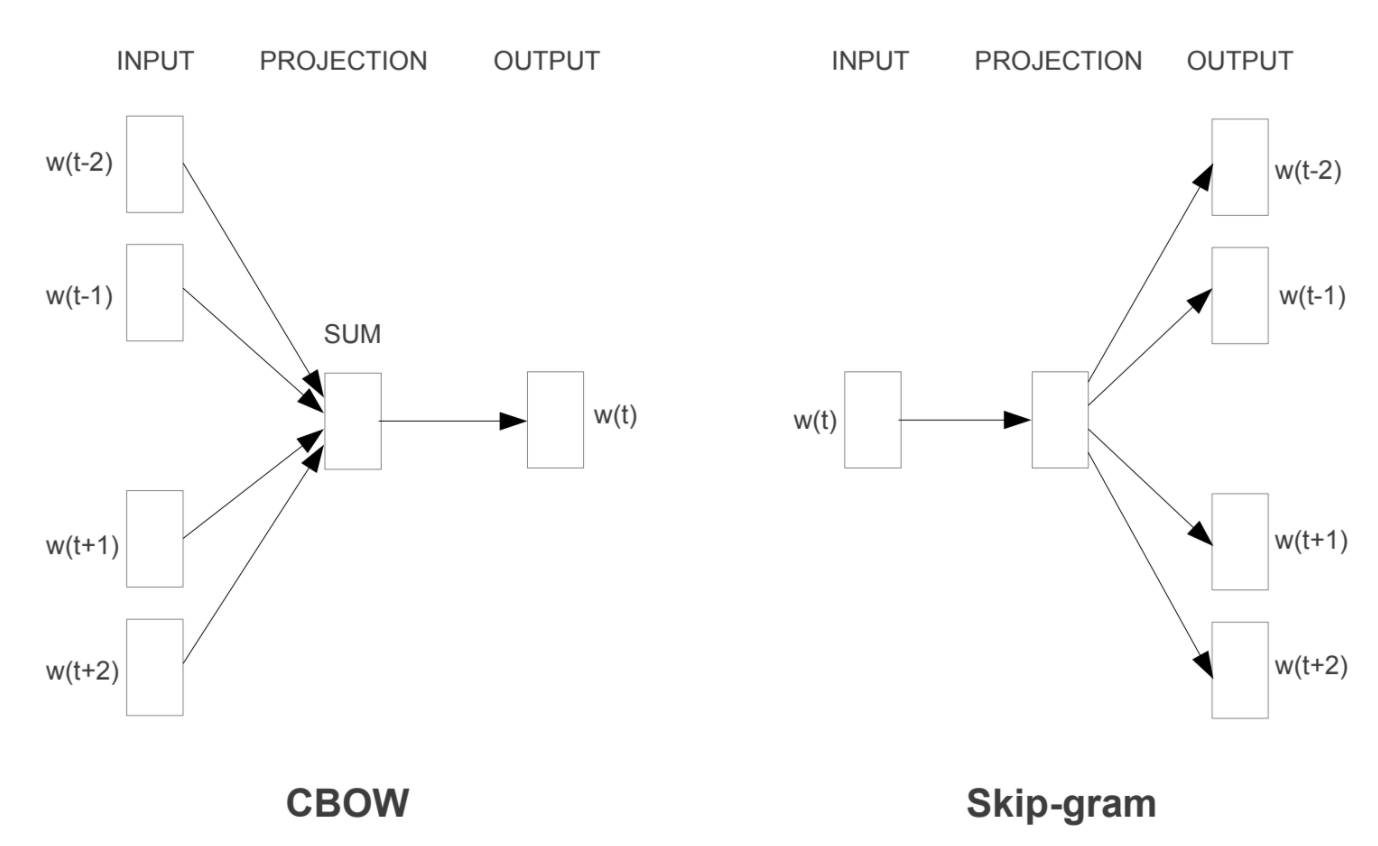 INPUT PROJECTION OUTPUT
w(t-2)
w(t-1)
SUM
w(t)
w(t+1)
w(t+2)
CBOW
INPUT PROJECTION OUTPUT
w(t-2)
w(t-1)
w(t)
w(t+1)
w(t+2)
Skip-gram